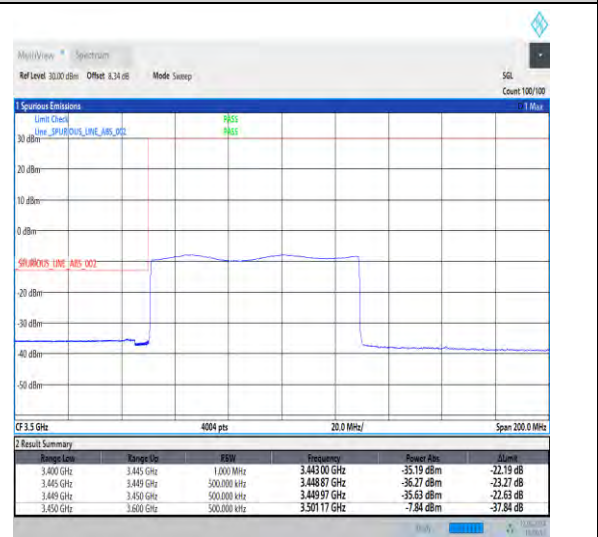 MultiView Spectrum
Ref Level 30.00 dBm Offset 8.34 dB Mode Sweep SGL
Count 100/100
1 Spurious Emissions 1 Max
Limit Check PASS
Line _SPURIOUS_LINE_ABS_002 PASS
30 dBm
20 dBm
10 dBm
0 dBm
SPURIOUS_LINE_ABS_002
-20 dBm
-30 dBm
-40 dBm
-50 dBm
CF 3.5 GHz 4004 pts 20.0 MHz/ Span 200.0 MHz
2 Result Summary
Range Low Range Up RBW Frequency Power Abs ΔLimit
3.400 GHz 3.445 GHz 1.000 MHz 3.443 00 GHz -35.19 dBm -22.19 dB
3.445 GHz 3.449 GHz 500.000 kHz 3.448 87 GHz -36.27 dBm -23.27 dB
3.449 GHz 3.450 GHz 500.000 kHz 3.449 97 GHz -35.63 dBm -22.63 dB
3.450 GHz 3.600 GHz 500.000 kHz 3.501 17 GHz -7.84 dBm -37.84 dB